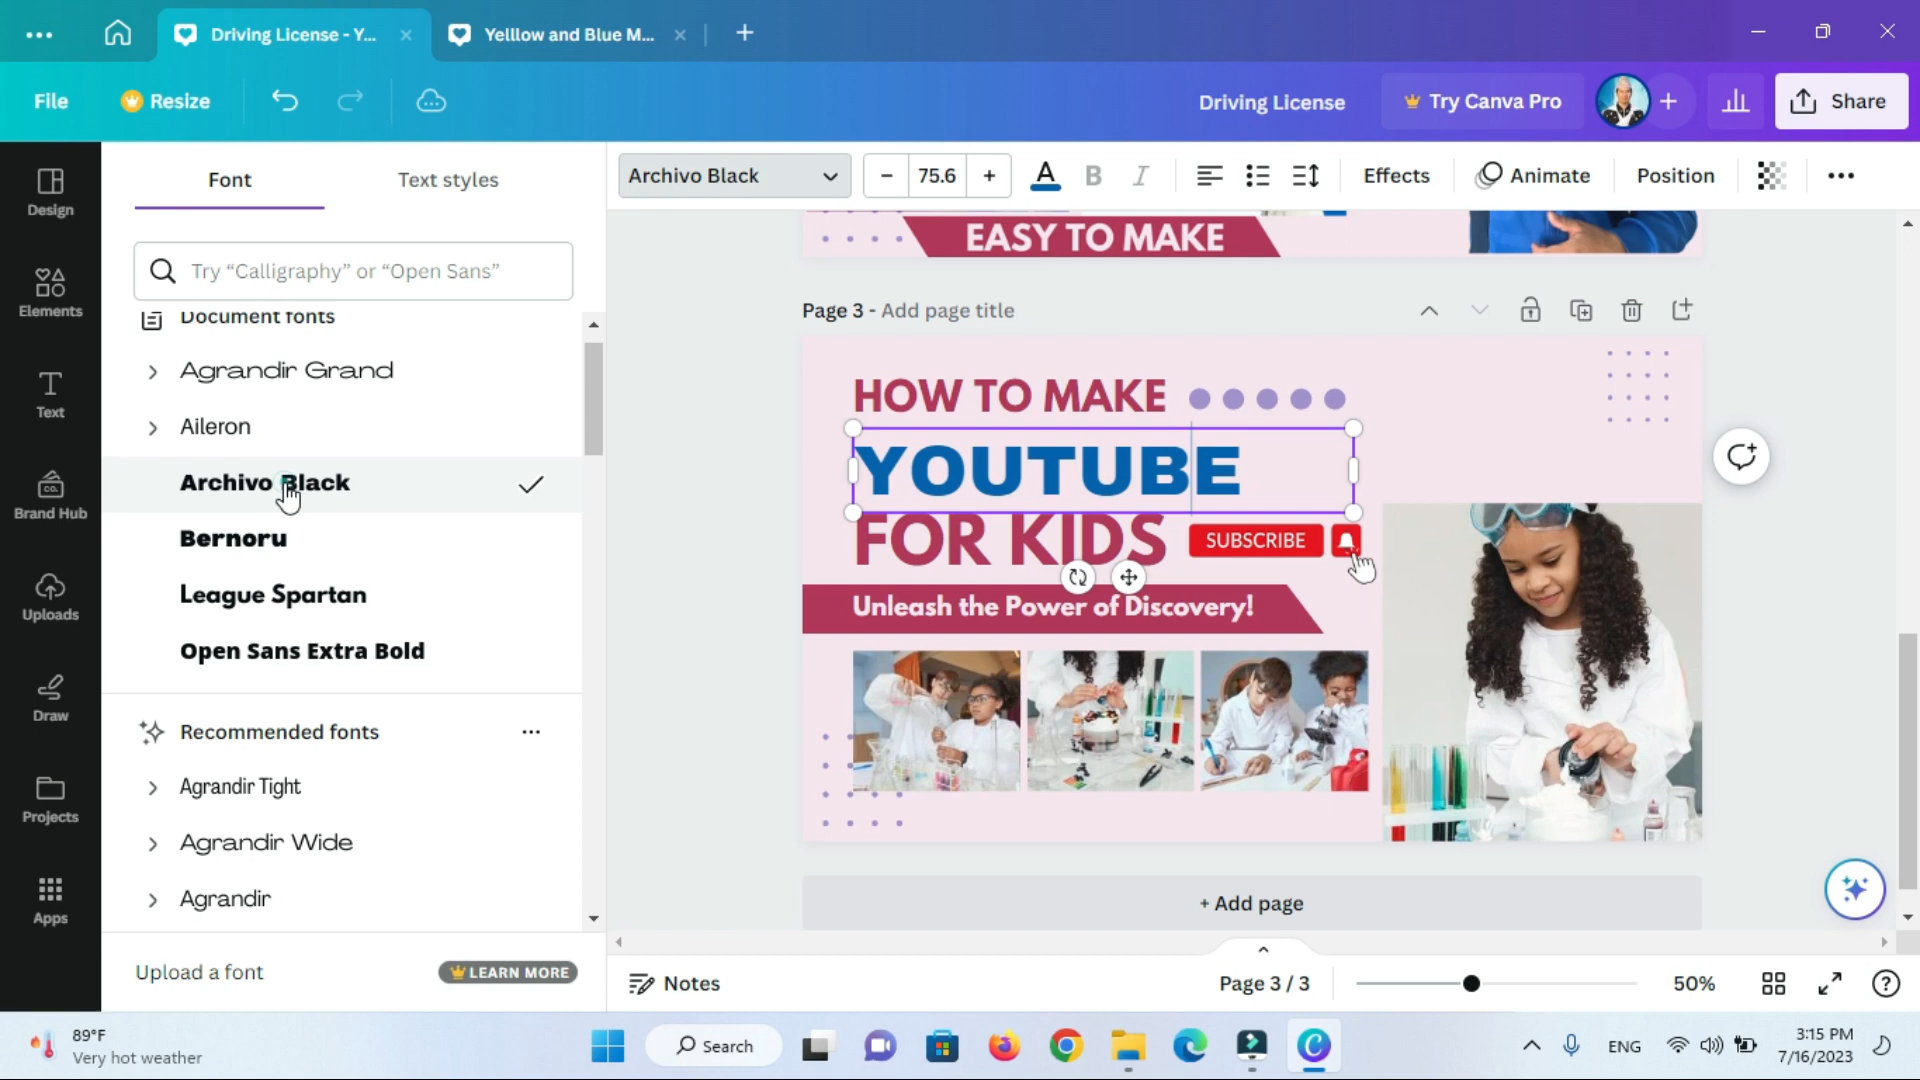 Driving License - Y...
Yelllow and Blue M...
File
Resize
Driving License
Try Canva Pro
Share
Design
Elements
Text
CO.
Brand Hub
Uploads
Draw
Projects
Apps
Font
Text styles
Try “Calligraphy” or “Open Sans”
Document fonts
Agrandir Grand
Aileron
Archivo Black
Bernoru
League Spartan
Open Sans Extra Bold
Recommended fonts
Agrandir Tight
Agrandir Wide
Agrandir
Upload a font
LEARN MORE
Archivo Black
75.6
A
B
I
Effects
Animate
Position
EASY TO MAKE
Page 3 - Add page title
HOW TO MAKE
YOUTUBE
FOR KIDS
SUBSCRIBE
Unleash the Power of Discovery!
+ Add page
Notes
Page 3 / 3
50%
89°F
Very hot weather
Search
ENG
3:15 PM
7/16/2023